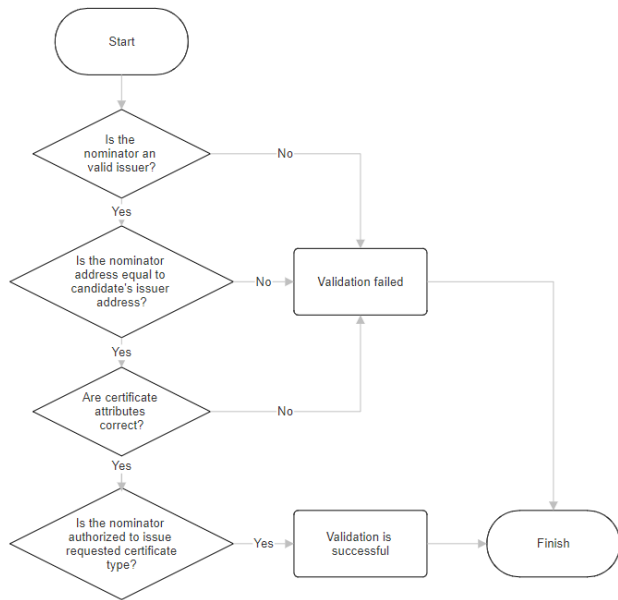 Start
Is the
nominator an
valid issuer?
No
Yes
Is the nominator
address equal to
candidate's issuer
address?
No
Validation failed
Yes
Are certificate
attributes
correct?
No
Yes
Is the nominator
authorized to issue
requested certificate
type?
Yes
Validation is
successful
Finish